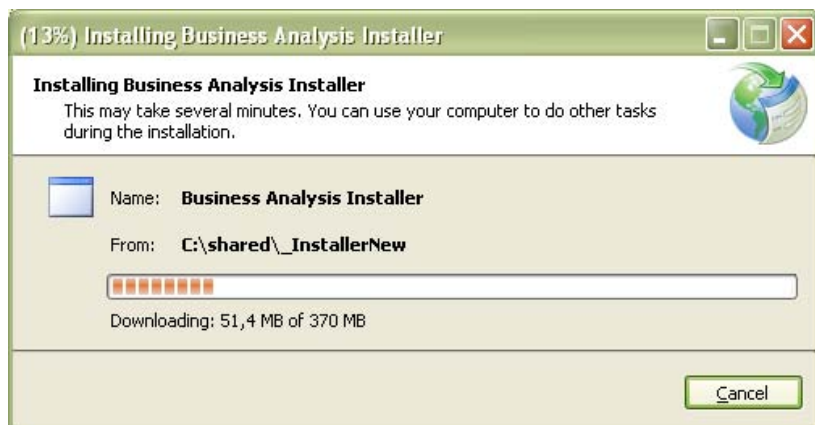 (13%) Installing Business Analysis Installer
Installing Business Analysis Installer
This may take several minutes. You can use your computer to do other tasks
during the installation.
Name: Business Analysis Installer
From: C:\shared\_InstallerNew
Downloading: 51,4 MB of 370 MB
Cancel